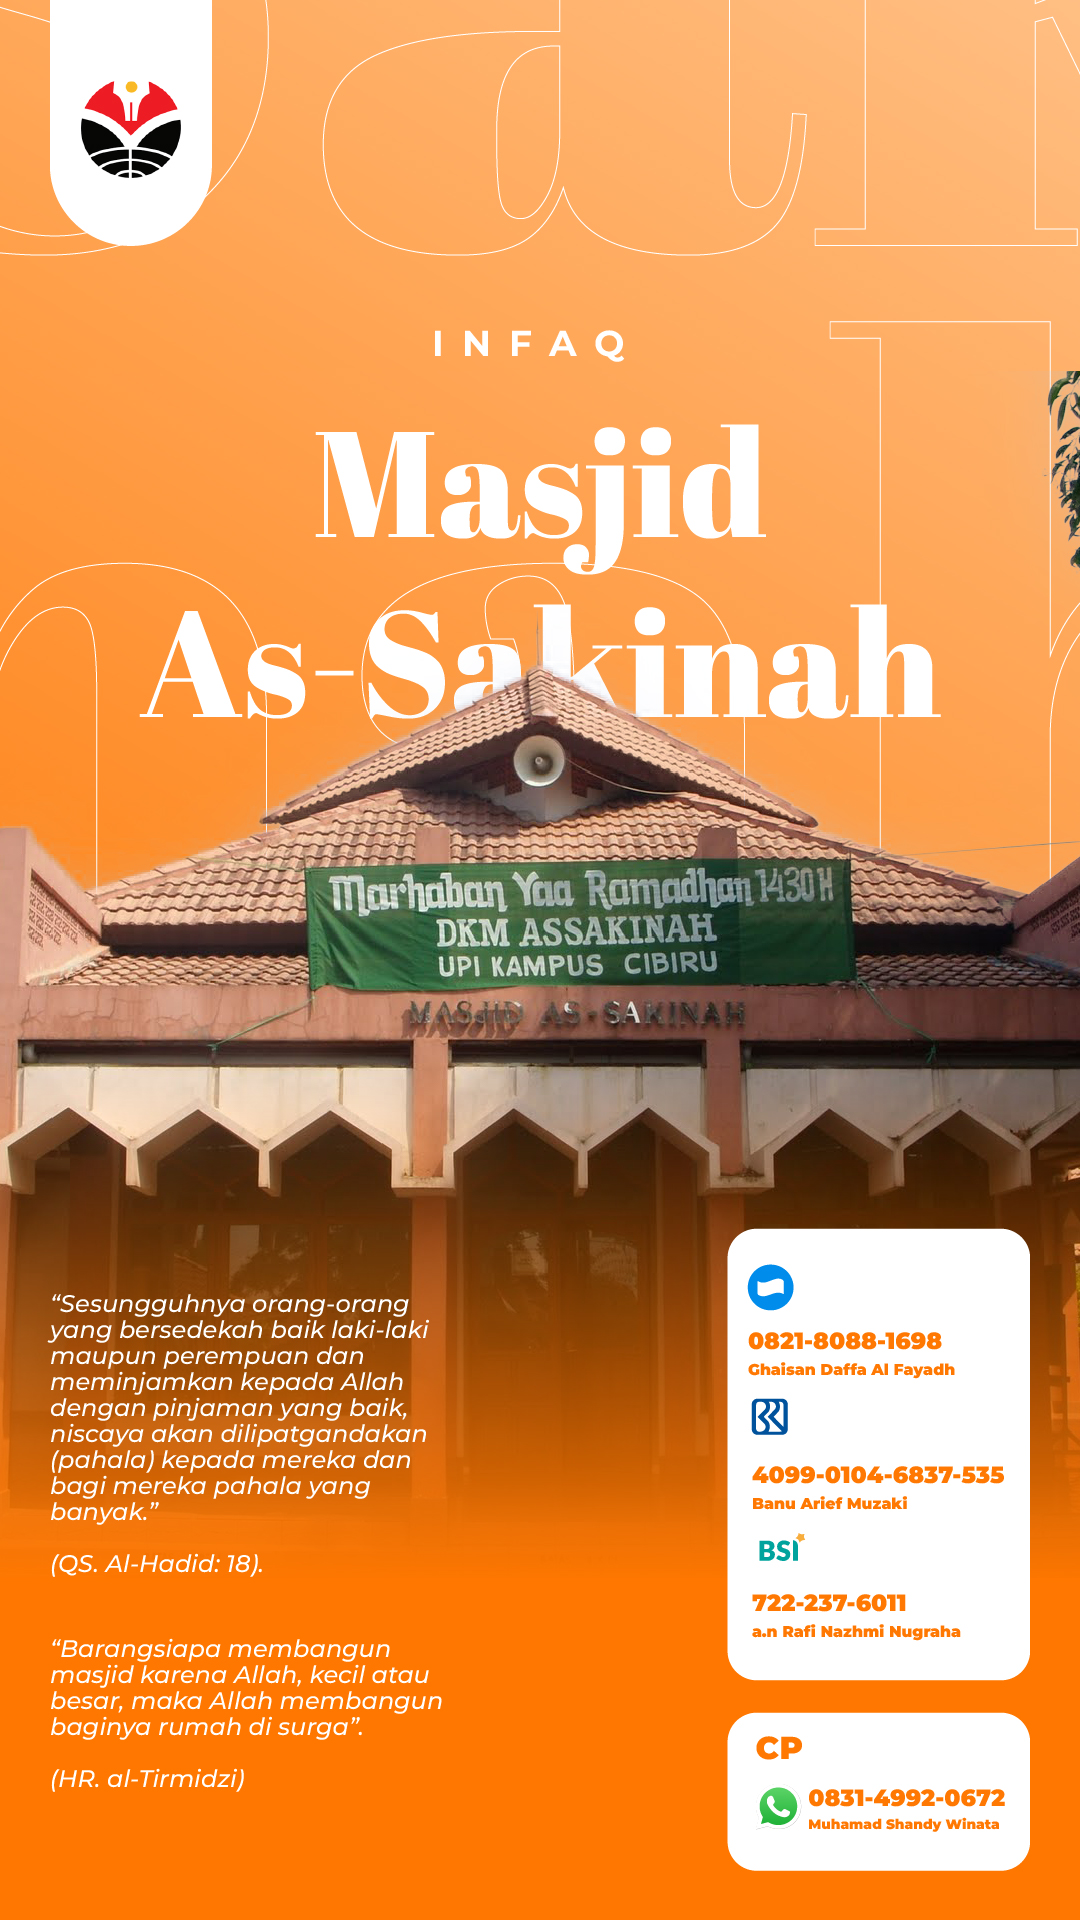 INFAQ
Masjid
As-Sakinah
Marhaban Yaa Ramadhan 1430 H
DKM ASSAKINAH
UPI KAMPUS CIBIRU
MASJID AS-SAKINAH
“Sesungguhnya orang-orang
yang bersedekah baik laki-laki
maupun perempuan dan
meminjamkan kepada Allah
dengan pinjaman yang baik,
niscaya akan dilipatgandakan
(pahala) kepada mereka dan
bagi mereka pahala yang
banyak.”
(QS. Al-Hadid: 18).
“Barangsiapa membangun
masjid karena Allah, kecil atau
besar, maka Allah membangun
baginya rumah di surga”.
(HR. al-Tirmidzi)
0821-8088-1698
Ghaisan Daffa Al Fayadh
4099-0104-6837-535
Banu Arief Muzaki
BSI
722-237-6011
a.n Rafi Nazhmi Nugraha
CP
0831-4992-0672
Muhamad Shandy Winata